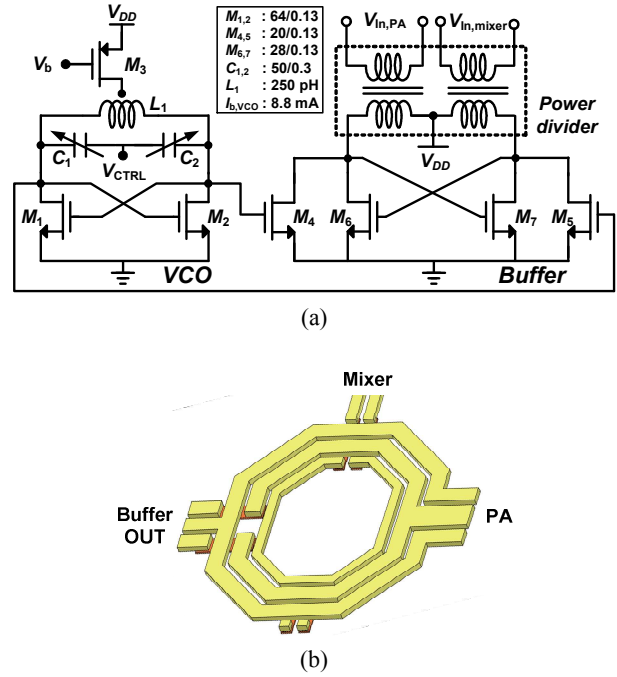 VDD
Vb
M3
L1
C1
C2
VCTRL
M1
M2
VCO
M1,2 : 64/0.13
M4,5 : 20/0.13
M6,7 : 28/0.13
C1,2 : 50/0.3
L1 : 250 pH
Ib,VCO : 8.8 mA
VIn,PA
VIn,mixer
Power
divider
VDD
M4
M6
M7
M5
Buffer
(a)
Mixer
Buffer
OUT
PA
(b)